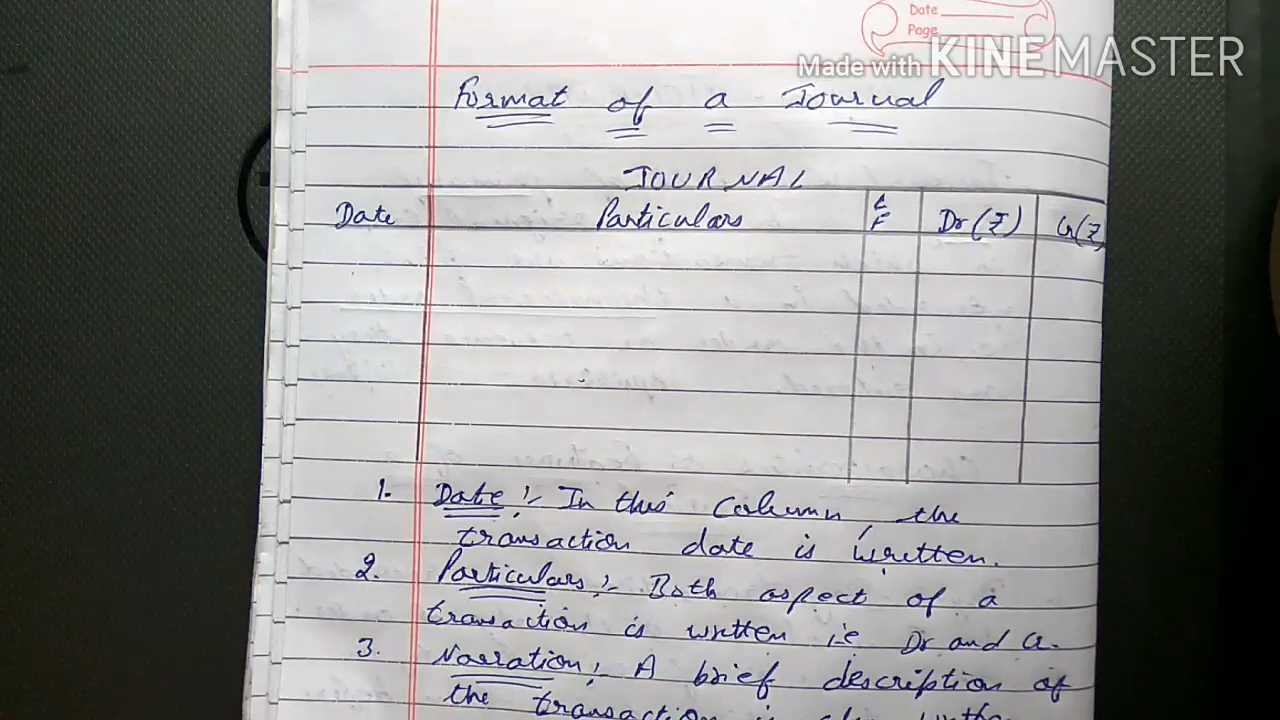 Date
Page
Made with KINEMASTER
Format of a Journal
JOURNAL
Date Particulars L F Dr (₹) Cr (₹)
1. Date :- In this Column, the
transaction date is written.
2. Particulars :- Both aspect of a
transaction is written i.e Dr and Cr.
3. Narration :- A brief description of
the transaction is